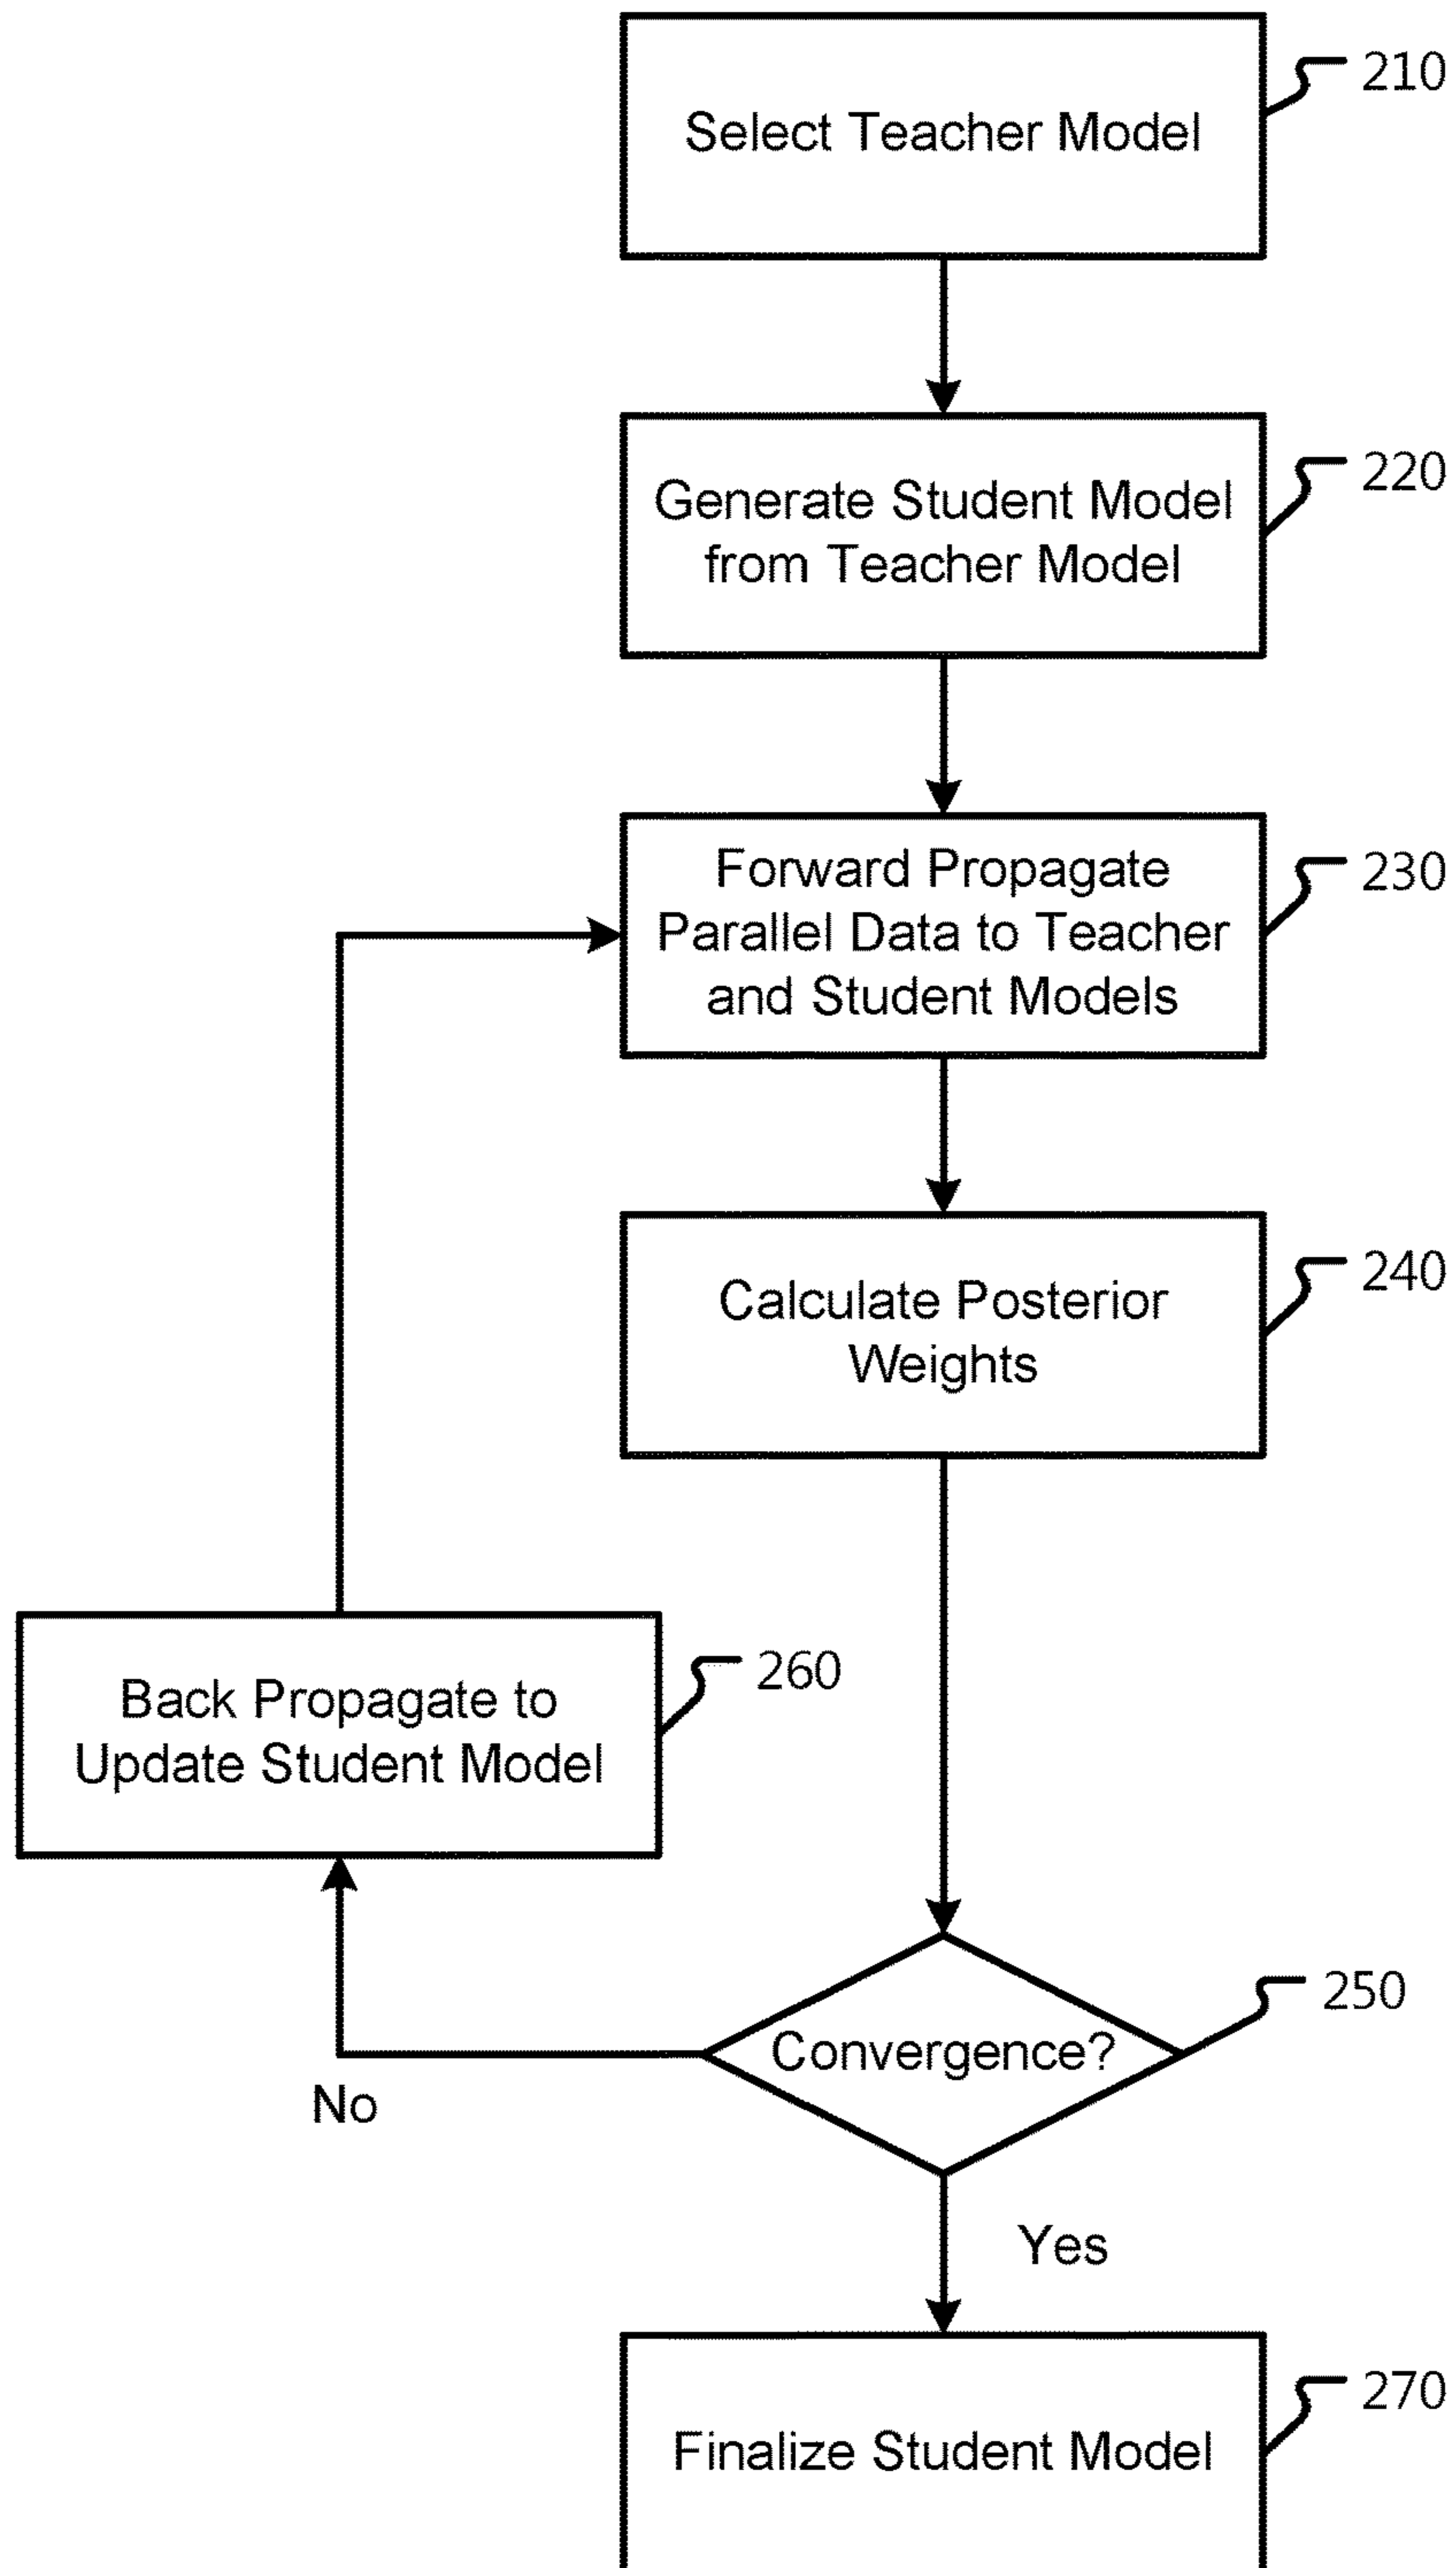 Select Teacher Model
210
Generate Student Model
from Teacher Model
220
Forward Propagate
Parallel Data to Teacher
and Student Models
230
Calculate Posterior
Weights
240
Back Propagate to
Update Student Model
260
Convergence?
250
No
Yes
Finalize Student Model
270